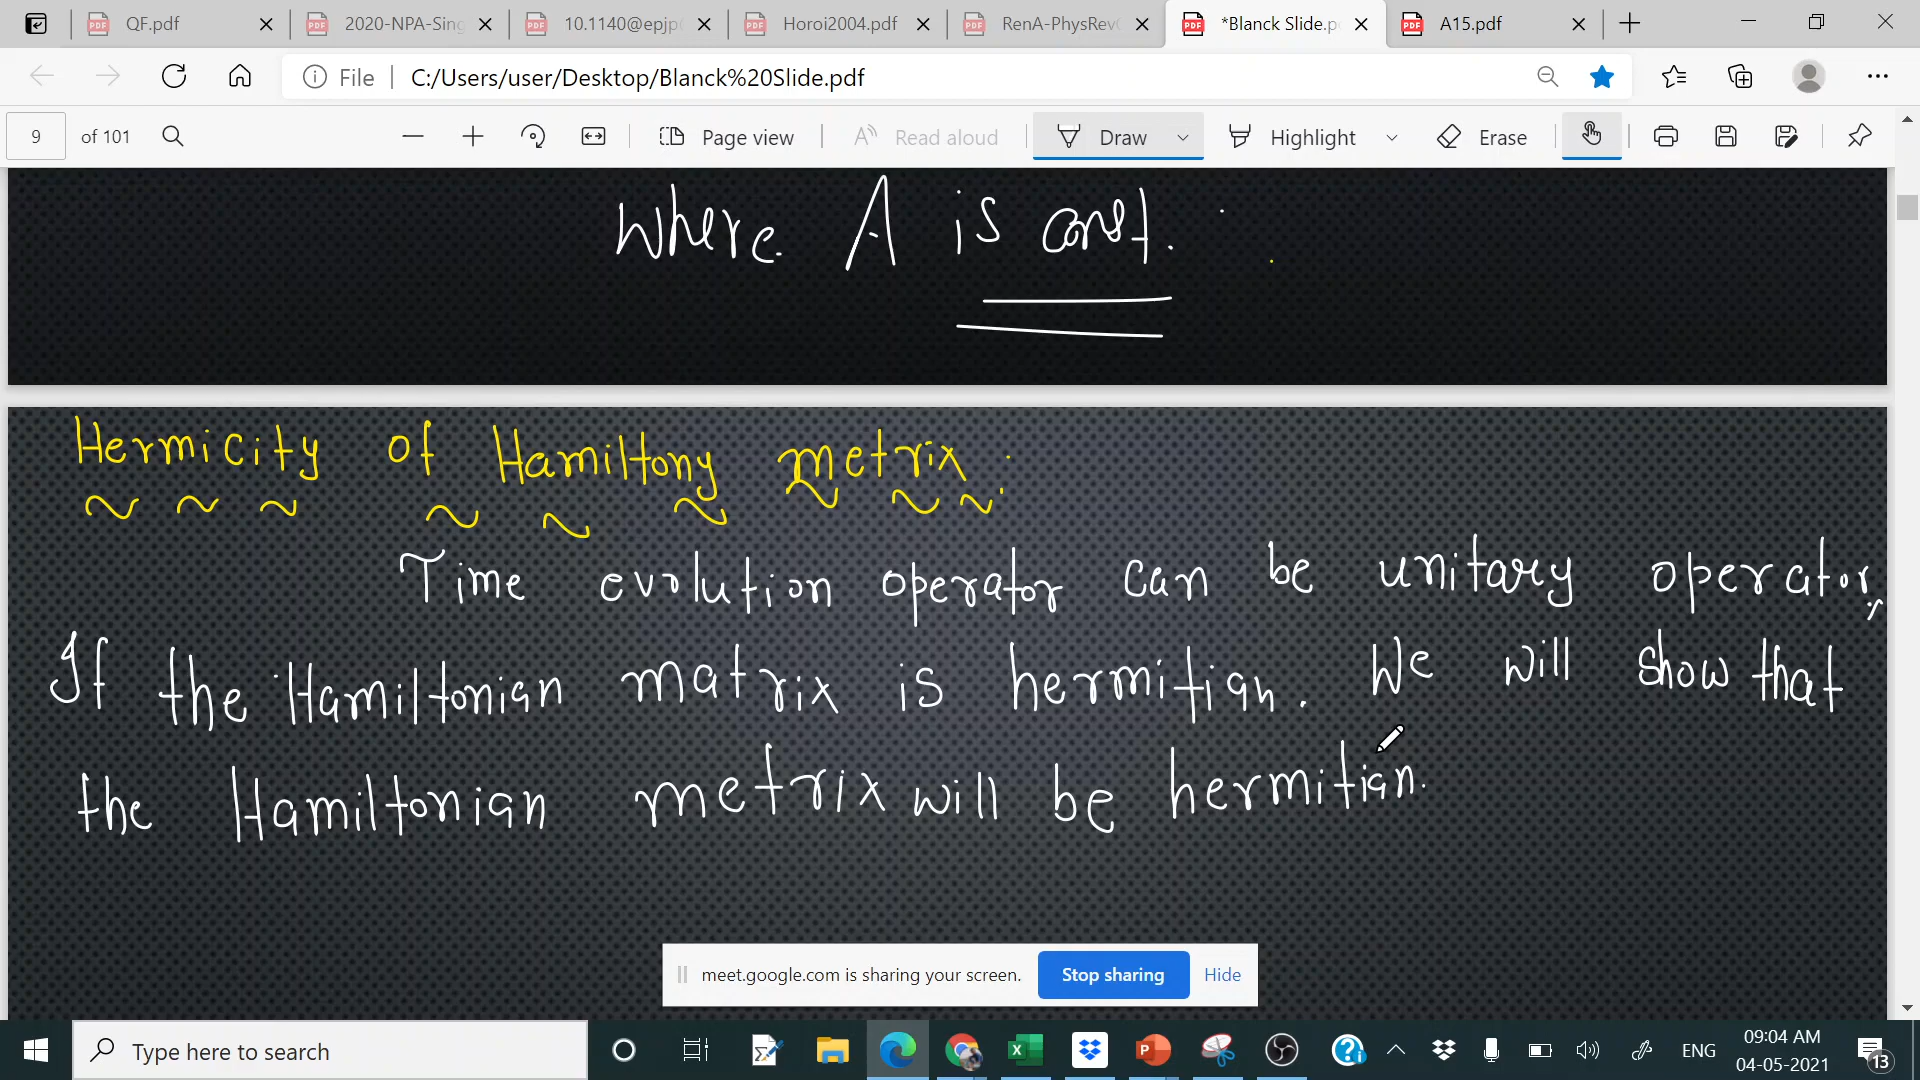 QF.pdf
2020-NPA-Sing
10.1140@epjp
Horoi2004.pdf
RenA-PhysRevC
*Blanck Slide.p
A15.pdf
File C:/Users/user/Desktop/Blanck%20Slide.pdf
9 of 101 Page view Read aloud Draw Highlight Erase
Where A is const.
Hermicity of Hamiltony metrix:
Time evolution operator can be unitary operator,
If the Hamiltonian matrix is hermitian. We will show that
the Hamiltonian metrix will be hermitian.
meet.google.com is sharing your screen. Stop sharing Hide
Type here to search
ENG
09:04 AM
04-05-2021
13